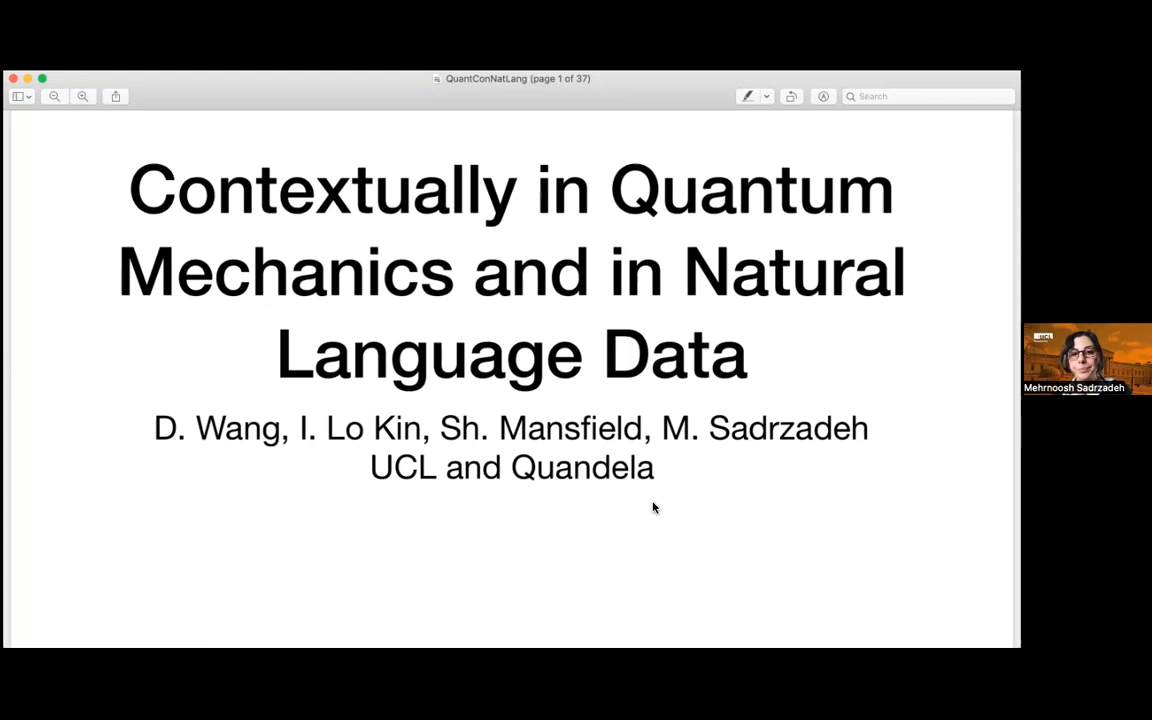 QuantConNatLang (page 1 of 37)
Search
Contextually in Quantum
Mechanics and in Natural
Language Data
D. Wang, I. Lo Kin, Sh. Mansfield, M. Sadrzadeh
UCL and Quandela
UCL
Mehrnoosh Sadrzadeh